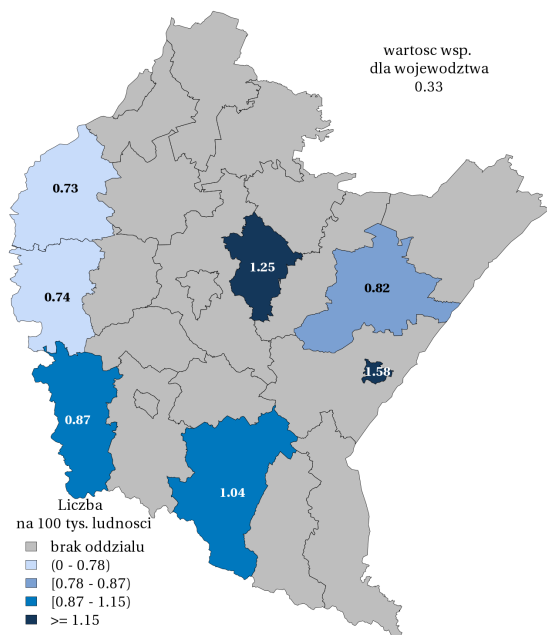 wartosc wsp.
dla wojewodztwa
0.33
0.73
1.25
0.82
0.74
1.58
0.87
1.04
Liczba
na 100 tys. ludnosci
brak oddzialu
(0 - 0.78)
[0.78 - 0.87)
[0.87 - 1.15)
>= 1.15